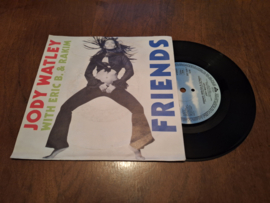 JODY WATLEY
WITH ERIC B. & RAKIM
FRIENDS